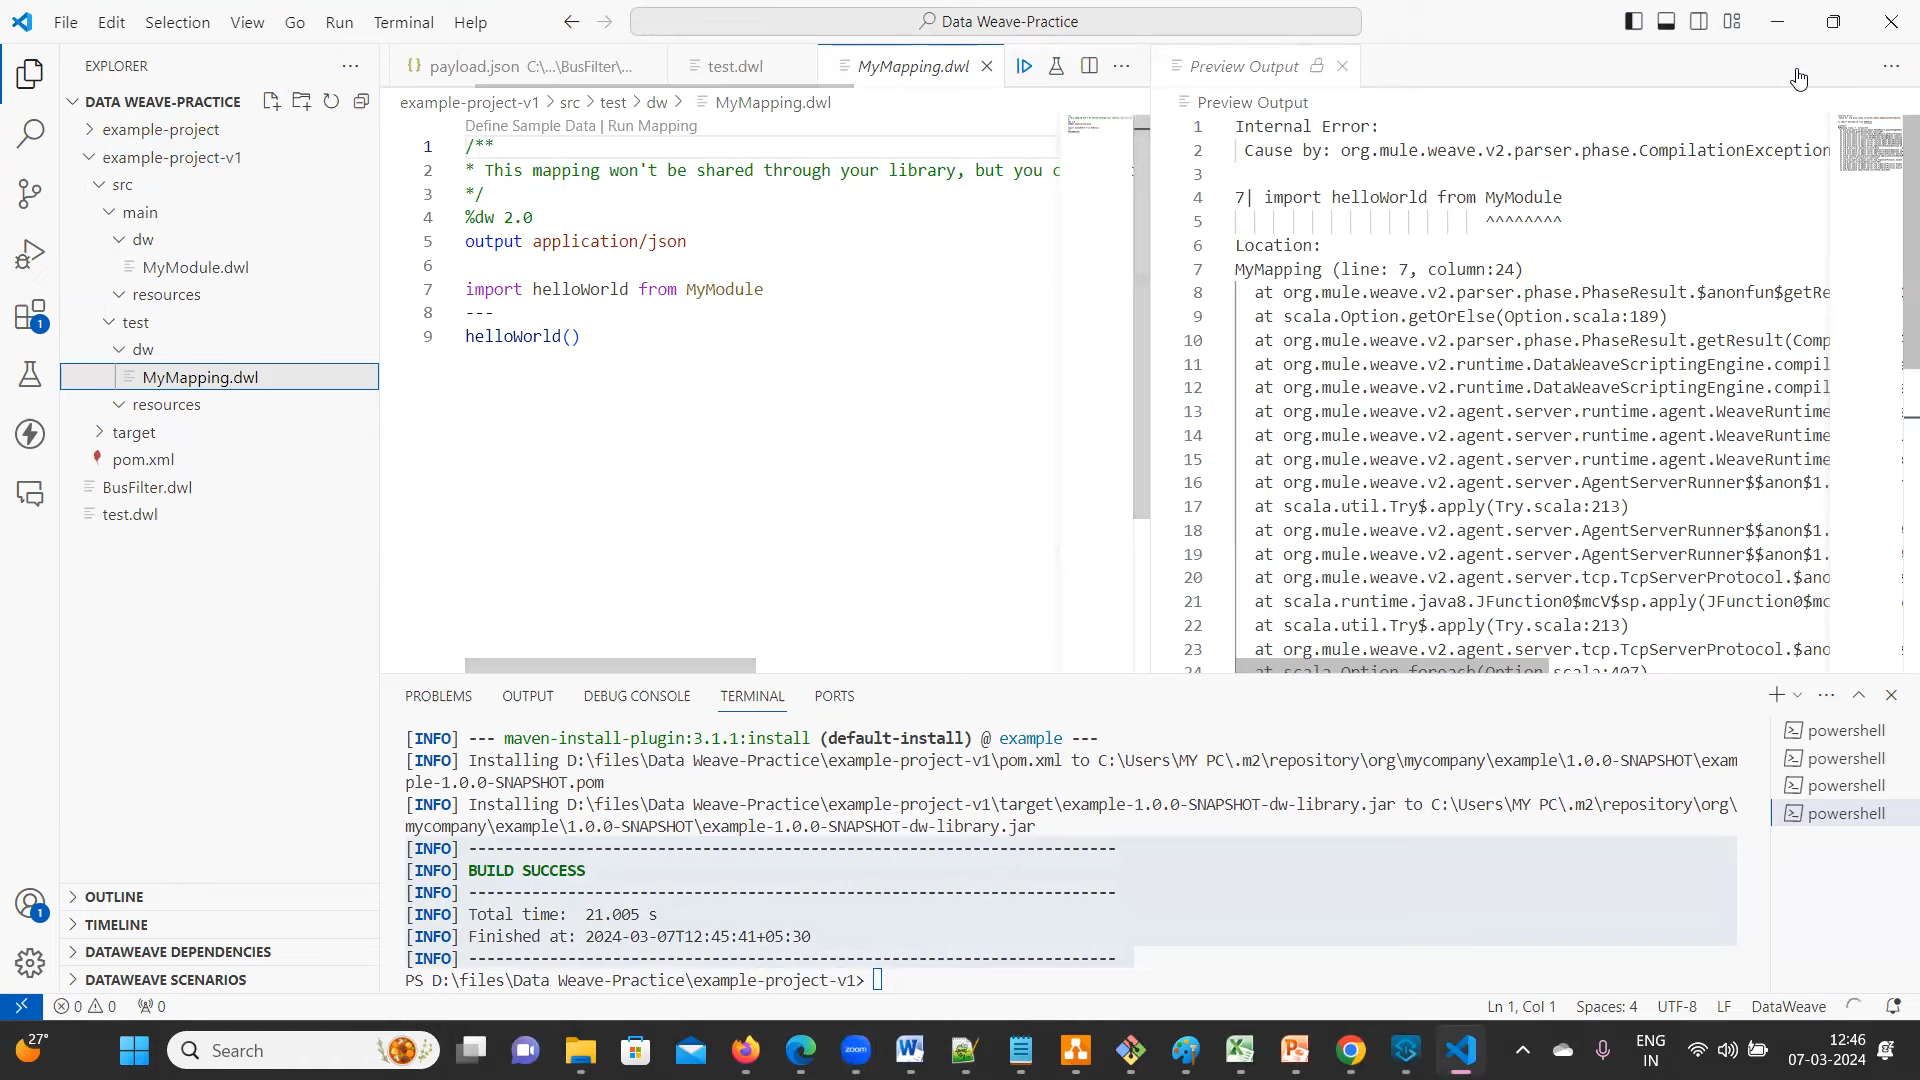 File Edit Selection View Go Run Terminal Help
Data Weave-Practice
EXPLORER
DATA WEAVE-PRACTICE
example-project
example-project-v1
src
main
dw
MyModule.dwl
resources
test
dw
MyMapping.dwl
resources
target
pom.xml
BusFilter.dwl
test.dwl
OUTLINE
TIMELINE
DATAWEAVE DEPENDENCIES
DATAWEAVE SCENARIOS
1
1
payload.json C:\...\BusFilter\...
test.dwl
MyMapping.dwl
example-project-v1 > src > test > dw > MyMapping.dwl
Define Sample Data | Run Mapping
1 /**
2 * This mapping won't be shared through your library, but you c
3 */
4 %dw 2.0
5 output application/json
6
7 import helloWorld from MyModule
8 ---
9 helloWorld()
Preview Output
Preview Output
1 Internal Error:
2 Cause by: org.mule.weave.v2.parser.phase.CompilationException
3
4 7| import helloWorld from MyModule
5 | | | | | | | | | | | ^^^^^^^^
6 Location:
7 MyMapping (line: 7, column:24)
8 at org.mule.weave.v2.parser.phase.PhaseResult.$anonfun$getRe
9 at scala.Option.getOrElse(Option.scala:189)
10 at org.mule.weave.v2.parser.phase.PhaseResult.getResult(Comp
11 at org.mule.weave.v2.runtime.DataWeaveScriptingEngine.compil
12 at org.mule.weave.v2.runtime.DataWeaveScriptingEngine.compil
13 at org.mule.weave.v2.agent.server.runtime.agent.WeaveRuntime
14 at org.mule.weave.v2.agent.server.runtime.agent.WeaveRuntime
15 at org.mule.weave.v2.agent.server.runtime.agent.WeaveRuntime
16 at org.mule.weave.v2.agent.server.AgentServerRunner$$anon$1.
17 at scala.util.Try$.apply(Try.scala:213)
18 at org.mule.weave.v2.agent.server.AgentServerRunner$$anon$1.
19 at org.mule.weave.v2.agent.server.AgentServerRunner$$anon$1.
20 at org.mule.weave.v2.agent.server.tcp.TcpServerProtocol.$ano
21 at scala.runtime.java8.JFunction0$mcV$sp.apply(JFunction0$mc
22 at scala.util.Try$.apply(Try.scala:213)
23 at org.mule.weave.v2.agent.server.tcp.TcpServerProtocol.$ano
24 at scala.Option.foreach(Option.scala:407)
PROBLEMS OUTPUT DEBUG CONSOLE TERMINAL PORTS
[INFO] --- maven-install-plugin:3.1.1:install (default-install) @ example ---
[INFO] Installing D:\files\Data Weave-Practice\example-project-v1\pom.xml to C:\Users\MY PC\.m2\repository\org\mycompany\example\1.0.0-SNAPSHOT\exam
ple-1.0.0-SNAPSHOT.pom
[INFO] Installing D:\files\Data Weave-Practice\example-project-v1\target\example-1.0.0-SNAPSHOT-dw-library.jar to C:\Users\MY PC\.m2\repository\org\
mycompany\example\1.0.0-SNAPSHOT\example-1.0.0-SNAPSHOT-dw-library.jar
[INFO] ------------------------------------------------------------------------
[INFO] BUILD SUCCESS
[INFO] ------------------------------------------------------------------------
[INFO] Total time:  21.005 s
[INFO] Finished at: 2024-03-07T12:45:41+05:30
[INFO] ------------------------------------------------------------------------
PS D:\files\Data Weave-Practice\example-project-v1>
powershell
powershell
powershell
powershell
0 0 0
Ln 1, Col 1 Spaces: 4 UTF-8 LF DataWeave
27°
Search
zoom
ENG
IN
12:46
07-03-2024